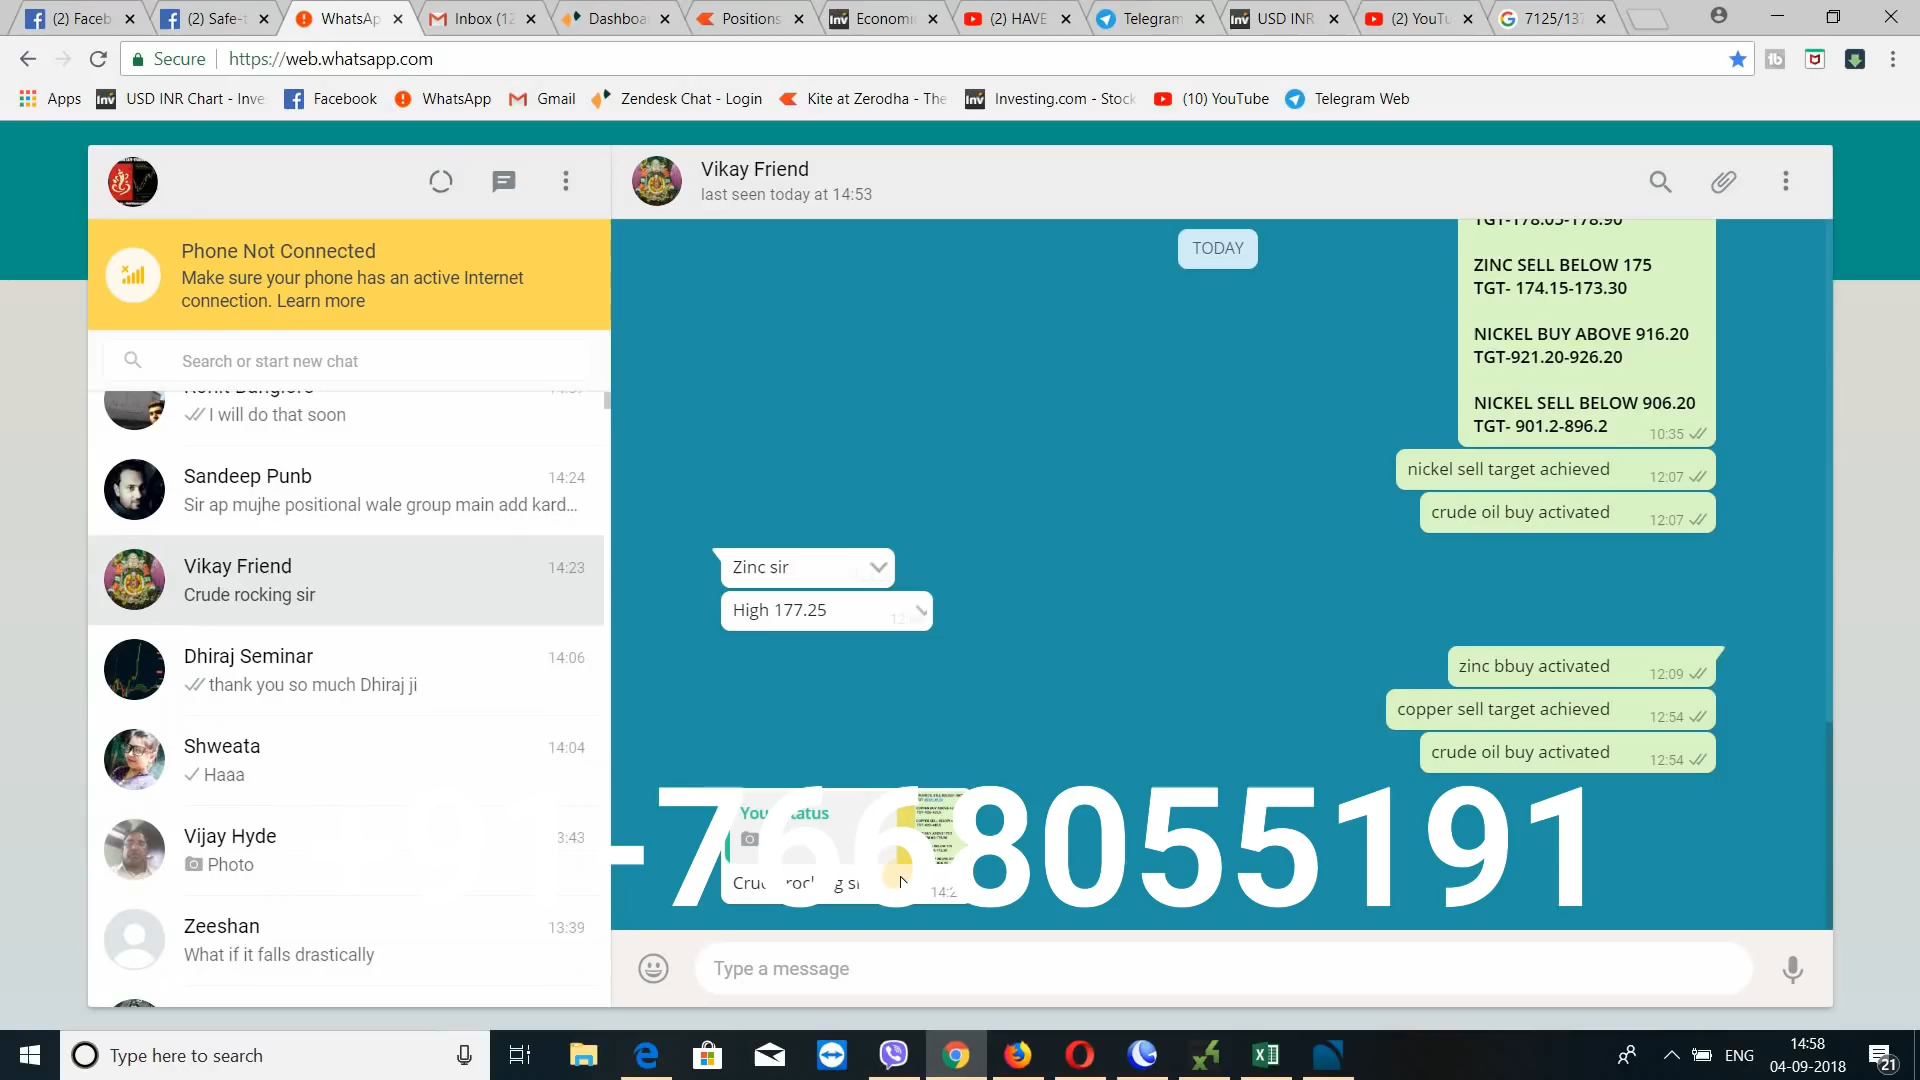 (2) Faceb
(2) Safe-t
WhatsAp
Inbox (12
Dashboa
Positions
Economi
(2) HAVE
Telegram
USD INR
(2) YouTu
7125/137
Secure
https://web.whatsapp.com
Apps
USD INR Chart - Inve
Facebook
WhatsApp
Gmail
Zendesk Chat - Login
Kite at Zerodha - The
Investing.com - Stock
(10) YouTube
Telegram Web
Phone Not Connected
Make sure your phone has an active Internet
connection. Learn more
Search or start new chat
I will do that soon
Sandeep Punb
14:24
Sir ap mujhe positional wale group main add kard...
Vikay Friend
14:23
Crude rocking sir
Dhiraj Seminar
14:06
thank you so much Dhiraj ji
Shweata
14:04
Haaa
Vijay Hyde
3:43
Photo
Zeeshan
13:39
What if it falls drastically
Vikay Friend
last seen today at 14:53
TODAY
TGT-178.05-178.90
ZINC SELL BELOW 175
TGT- 174.15-173.30
NICKEL BUY ABOVE 916.20
TGT-921.20-926.20
NICKEL SELL BELOW 906.20
TGT- 901.2-896.2
10:35
nickel sell target achieved
12:07
crude oil buy activated
12:07
Zinc sir
High 177.25
zinc bbuy activated
12:09
copper sell target achieved
12:54
crude oil buy activated
12:54
91-7668055191
Type a message
Type here to search
ENG
14:58
04-09-2018
21